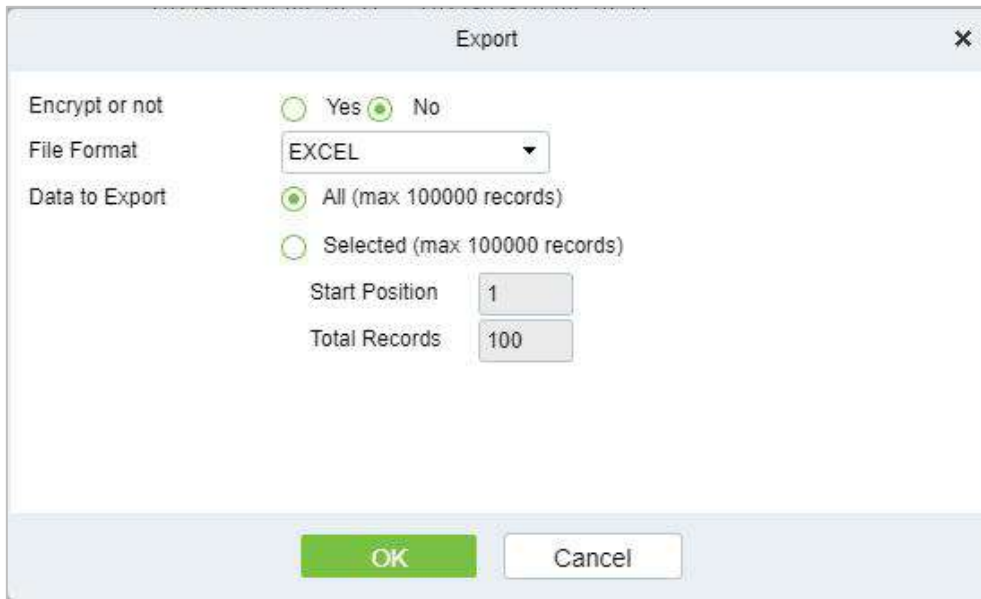 Export
Encrypt or not Yes No
File Format EXCEL
Data to Export All (max 100000 records)
Selected (max 100000 records)
Start Position 1
Total Records 100
OK Cancel